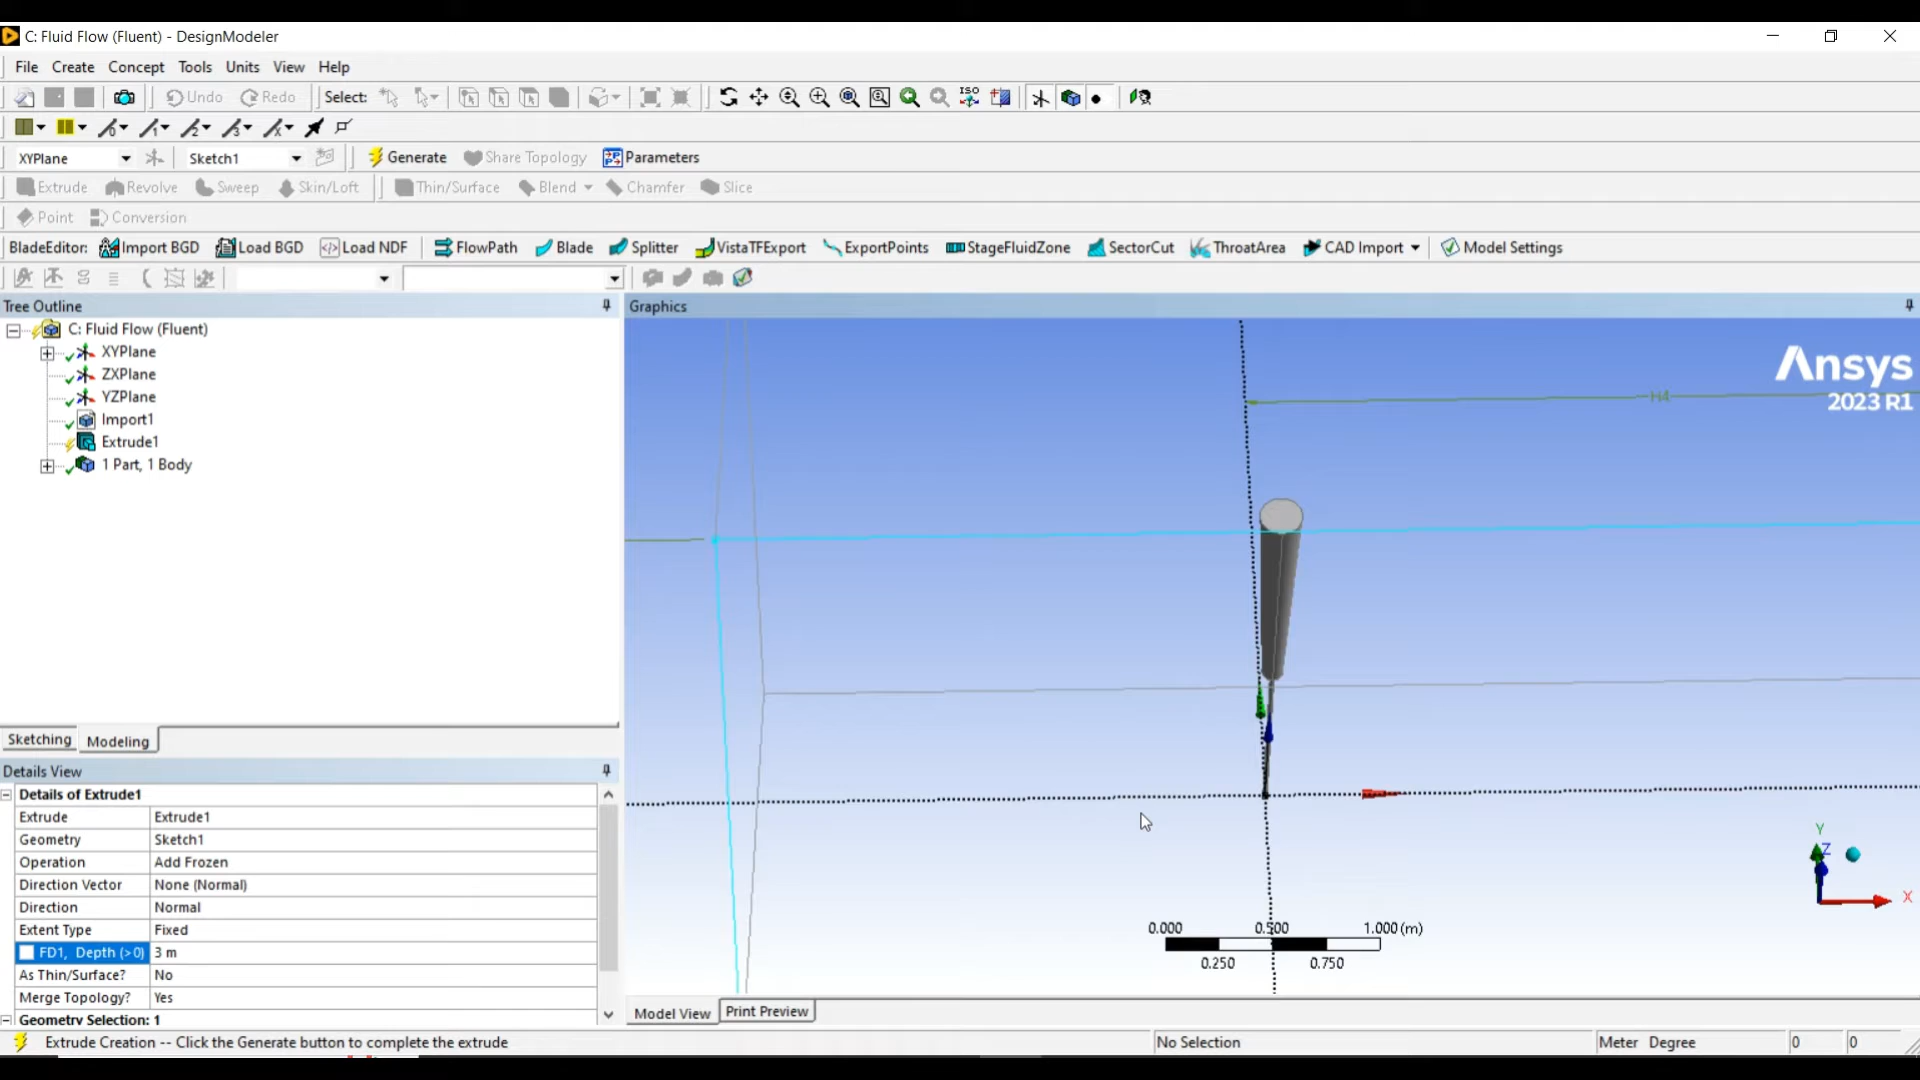 C: Fluid Flow (Fluent) - DesignModeler
File Create Concept Tools Units View Help
Undo Redo Select: ISO
XYPlane Sketch1 Generate Share Topology Parameters
Extrude Revolve Sweep Skin/Loft Thin/Surface Blend Chamfer Slice
Point Conversion
BladeEditor: Import BGD Load BGD Load NDF FlowPath Blade Splitter VistaTFExport ExportPoints StageFluidZone SectorCut ThroatArea CAD Import Model Settings
Tree Outline
C: Fluid Flow (Fluent)
XYPlane
ZXPlane
YZPlane
Import1
Extrude1
1 Part, 1 Body
Sketching Modeling
Details View
Details of Extrude1
Extrude Extrude1
Geometry Sketch1
Operation Add Frozen
Direction Vector None (Normal)
Direction Normal
Extent Type Fixed
FD1, Depth (>0) 3 m
As Thin/Surface? No
Merge Topology? Yes
Geometry Selection: 1
Graphics
Ansys
2023 R1
H4
Y
Z
X
0.000 0.500 1.000 (m)
0.250 0.750
Model View Print Preview
Extrude Creation -- Click the Generate button to complete the extrude
No Selection
Meter Degree 0 0